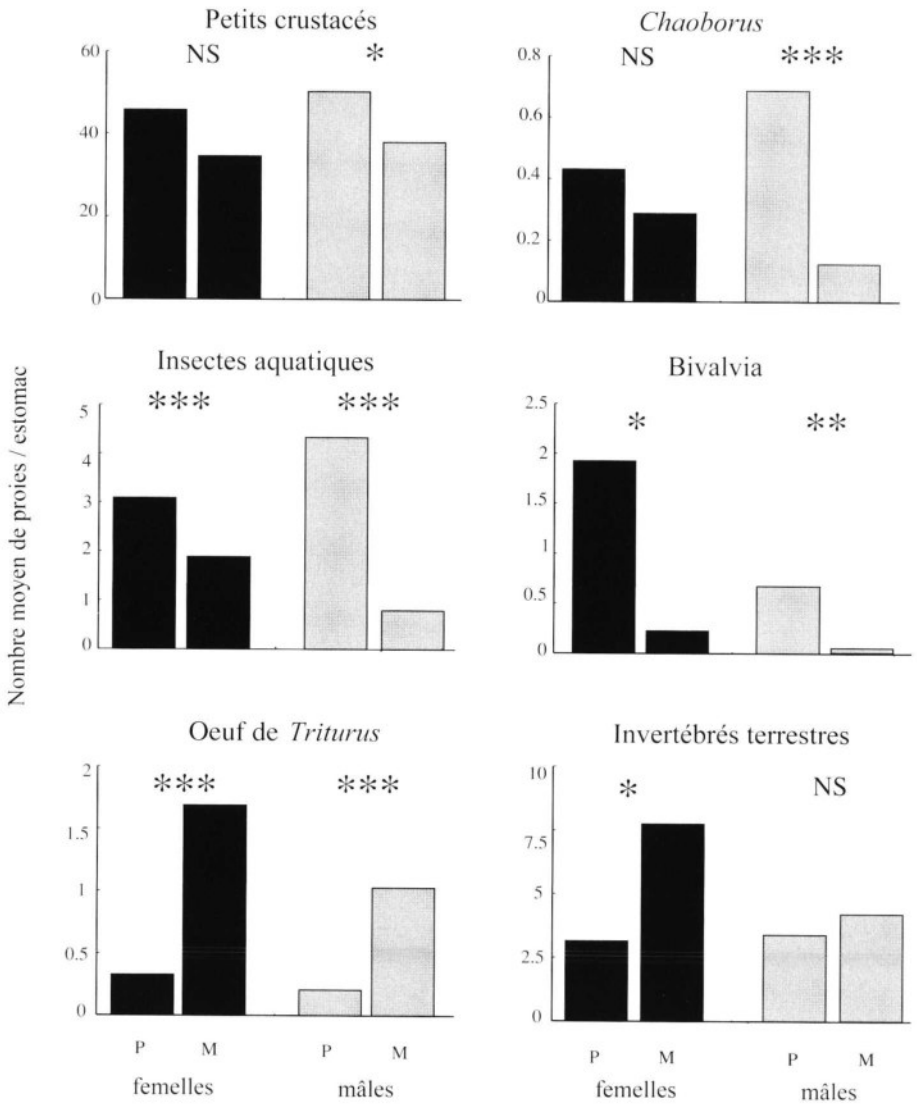 Petits crustacés
NS *
60
40
20
0
Chaoborus
NS ***
0.8
0.6
0.4
0.2
0
Nombre moyen de proies / estomac
Insectes aquatiques
*** ***
5
4
3
2
1
0
Bivalvia
* **
2.5
2
1.5
1
0.5
0
Oeuf de Triturus
*** ***
2
1.5
1
0.5
0
P M P M
femelles mâles
Invertébrés terrestres
* NS
10
7.5
5
2.5
0
P M P M
femelles mâles